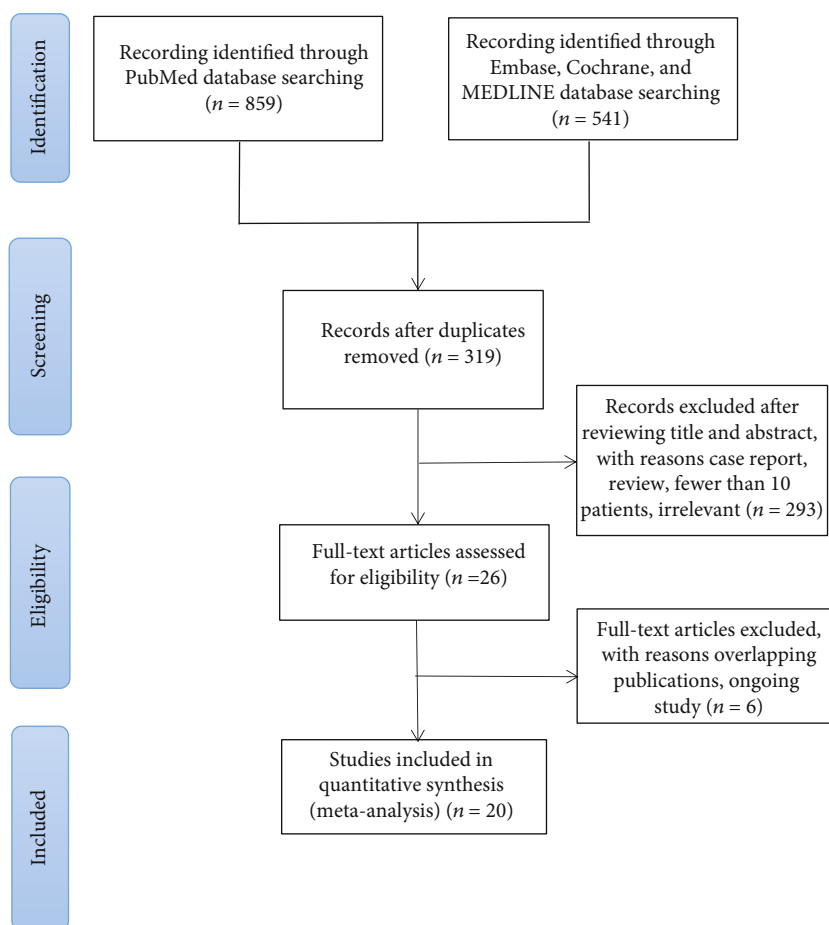 Identification
Recording identified through
PubMed database searching
(n = 859)
Recording identified through
Embase, Cochrane, and
MEDLINE database searching
(n = 541)
Screening
Records after duplicates
removed (n = 319)
Records excluded after
reviewing title and abstract,
with reasons case report,
review, fewer than 10
patients, irrelevant (n = 293)
Eligibility
Full-text articles assessed
for eligibility (n =26)
Full-text articles excluded,
with reasons overlapping
publications, ongoing
study (n = 6)
Included
Studies included in
quantitative synthesis
(meta-analysis) (n = 20)